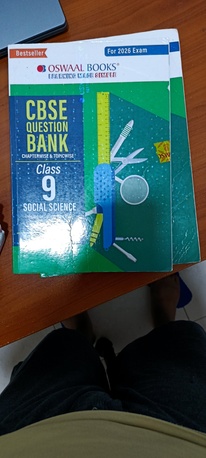 Bestseller
For 2026 Exam
OSWAAL BOOKS®
LEARNING MADE SIMPLE
CBSE
QUESTION
BANK
CHAPTERWISE & TOPICWISE
Class
9
SOCIAL SCIENCE